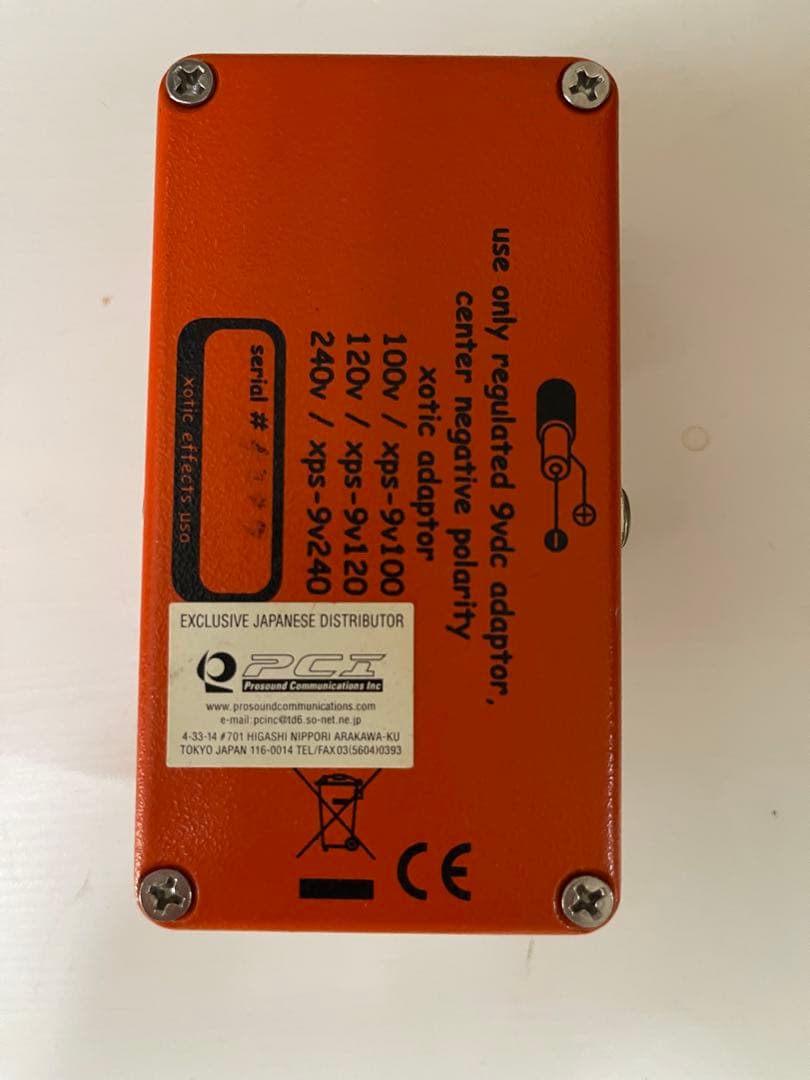 use only regulated 9vdc adaptor,
center negative polarity
xotic adaptor
100v / xps-9v100
120v / xps-9v120
240v / xps-9v240
serial #
xotic effects usa
EXCLUSIVE JAPANESE DISTRIBUTOR
PCI
Prosound Communications Inc
www.prosoundcommunications.com
e-mail:pcinc@td6.so-net.ne.jp
4-33-14 #701 HIGASHI NIPPORI ARAKAWA-KU
TOKYO JAPAN 116-0014 TEL/FAX03(5604)0393
CE